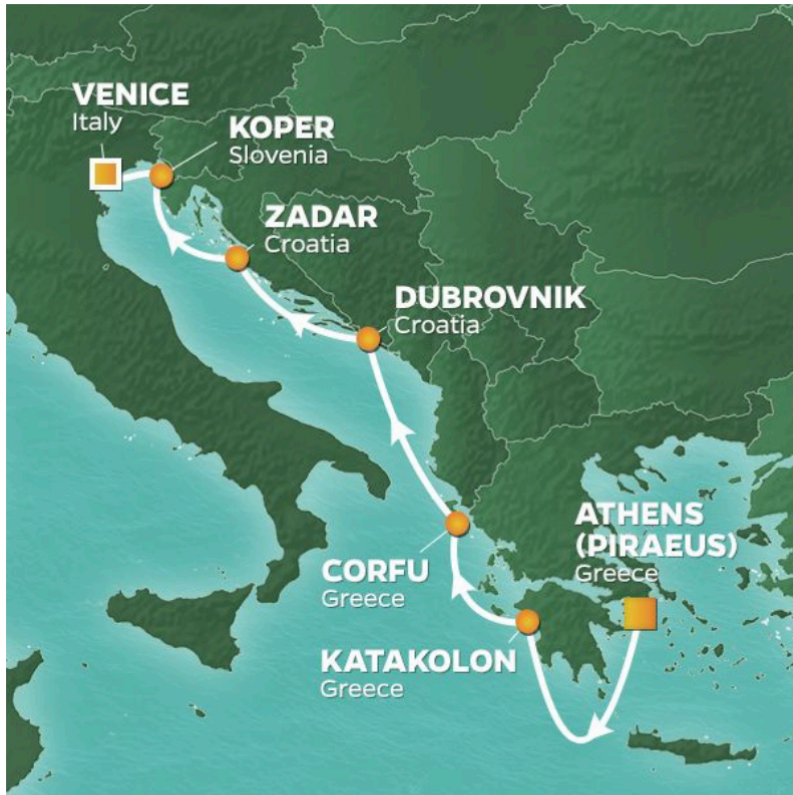 VENICE
Italy
KOPER
Slovenia
ZADAR
Croatia
DUBROVNIK
Croatia
ATHENS
(PIRAEUS)
Greece
CORFU
Greece
KATAKOLON
Greece